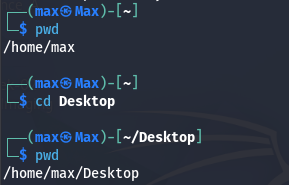 ┌──(max㉿Max)-[~]
└─$ pwd
/home/max
┌──(max㉿Max)-[~]
└─$ cd Desktop
┌──(max㉿Max)-[~/Desktop]
└─$ pwd
/home/max/Desktop